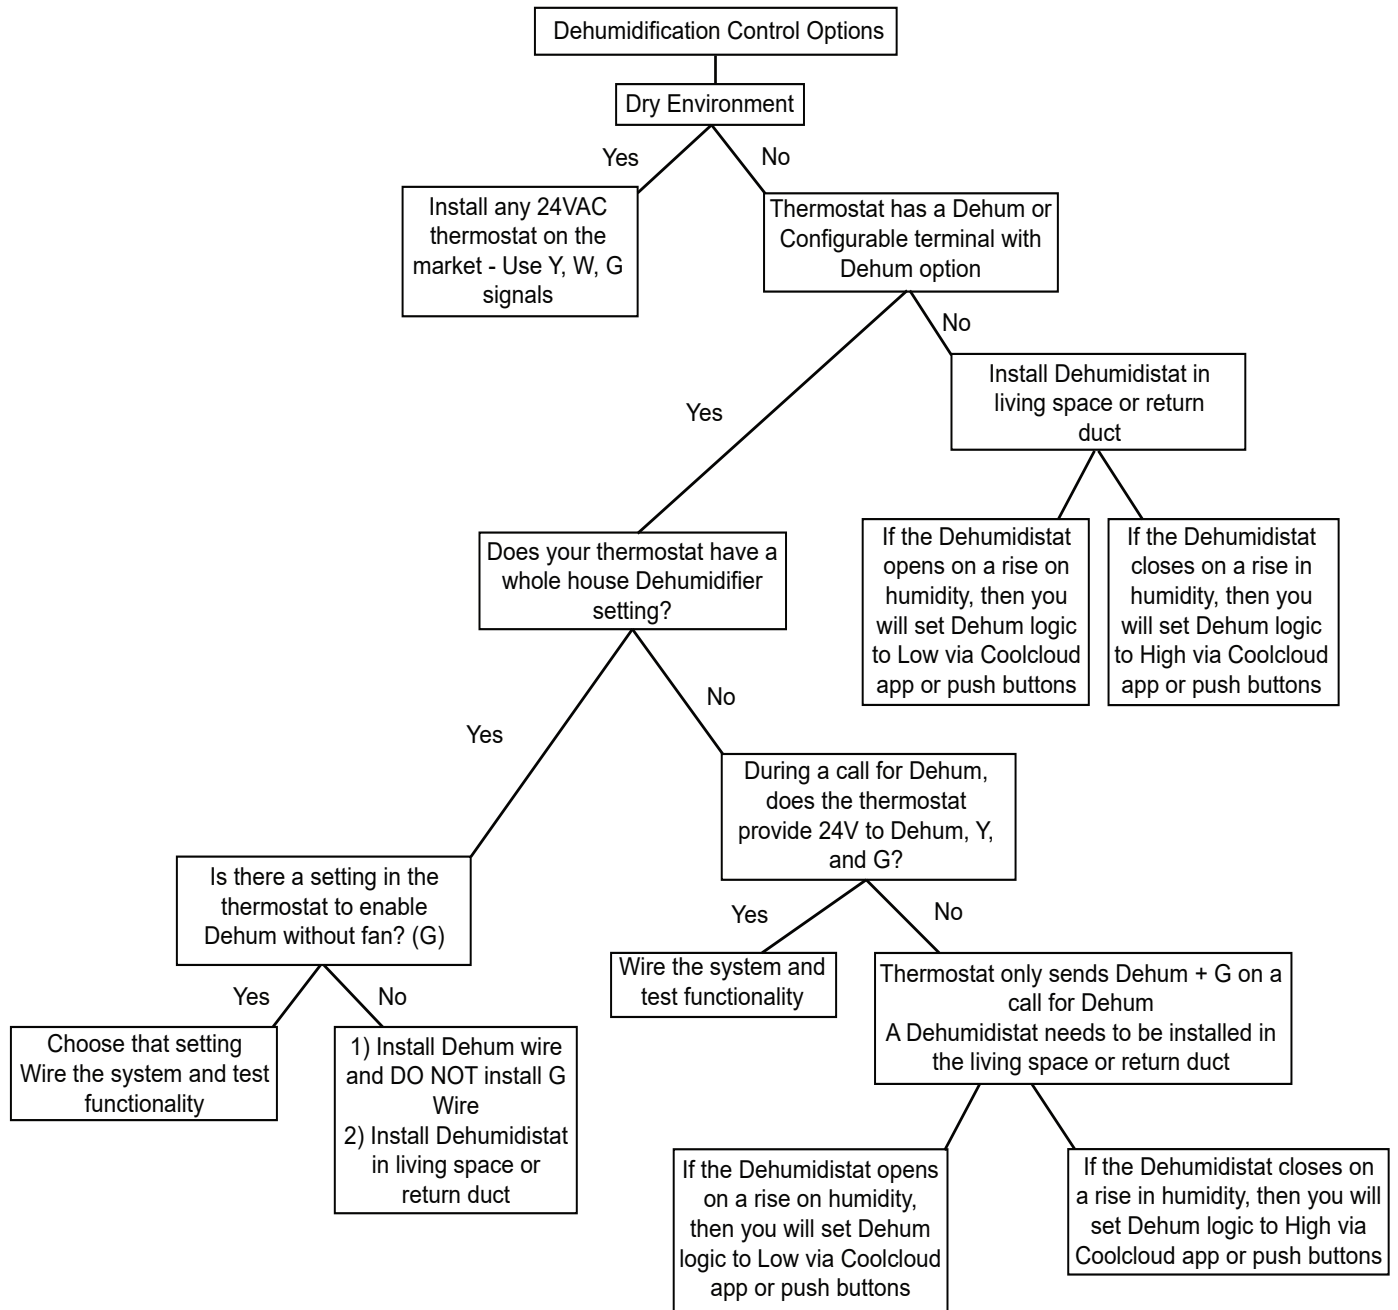 Dehumidification Control Options
Dry Environment
Yes
No
Install any 24VAC
thermostat on the
market - Use Y, W, G
signals
Thermostat has a Dehum or
Configurable terminal with
Dehum option
No
Install Dehumidistat in
living space or return
duct
Yes
If the Dehumidistat
opens on a rise on
humidity, then you
will set Dehum logic
to Low via Coolcloud
app or push buttons
If the Dehumidistat
closes on a rise in
humidity, then you
will set Dehum logic
to High via Coolcloud
app or push buttons
Does your thermostat have a
whole house Dehumidifier
setting?
Yes
No
During a call for Dehum,
does the thermostat
provide 24V to Dehum, Y,
and G?
Is there a setting in the
thermostat to enable
Dehum without fan? (G)
Yes
No
Yes
No
Wire the system and
test functionality
Thermostat only sends Dehum + G on a
call for Dehum
A Dehumidistat needs to be installed in
the living space or return duct
Choose that setting
Wire the system and test
functionality
1) Install Dehum wire
and DO NOT install G
Wire
2) Install Dehumidistat
in living space or
return duct
If the Dehumidistat opens
on a rise on humidity,
then you will set Dehum
logic to Low via Coolcloud
app or push buttons
If the Dehumidistat closes on
a rise in humidity, then you will
set Dehum logic to High via
Coolcloud app or push buttons